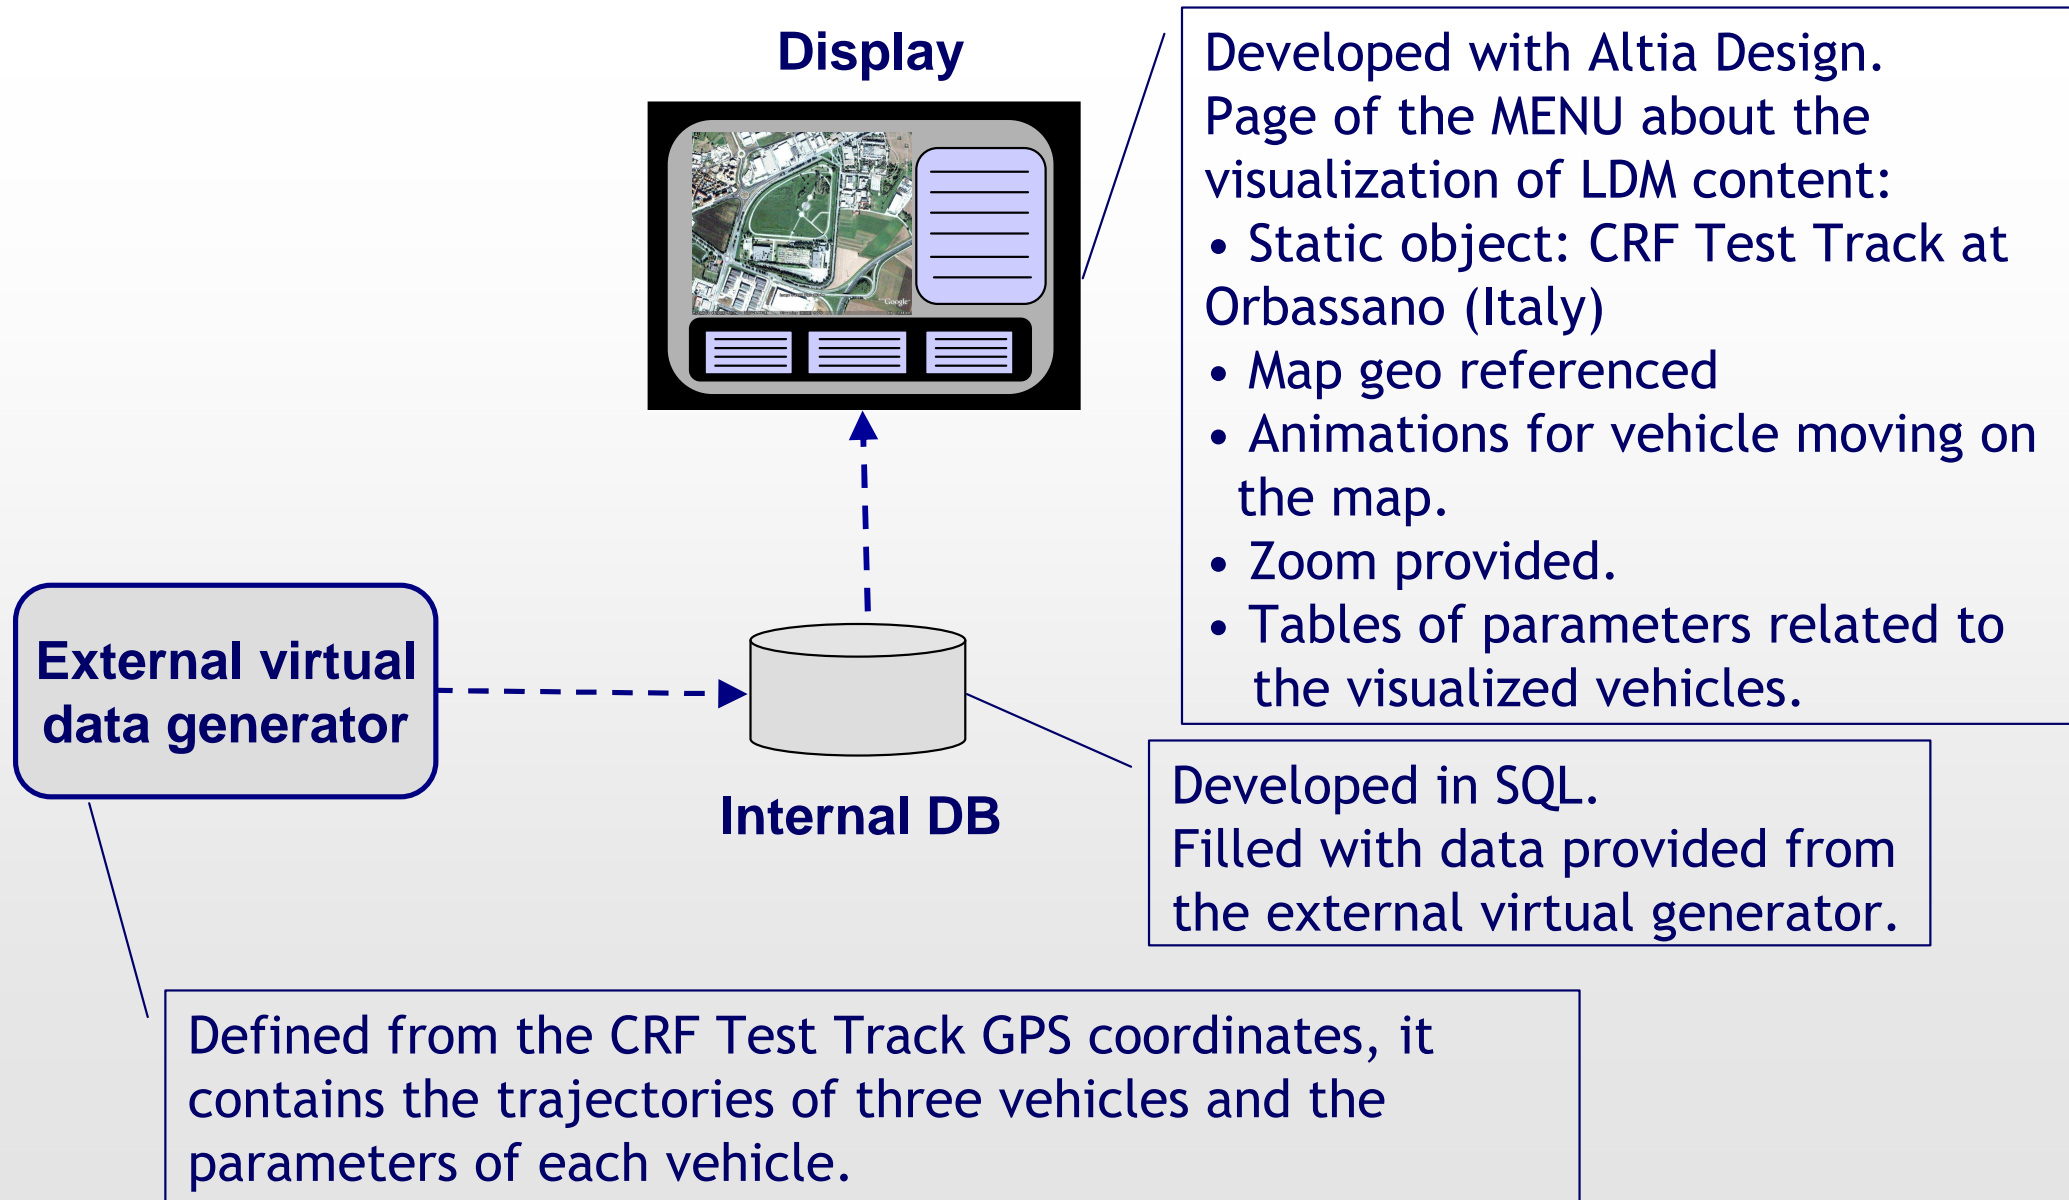 Display
Developed with Altia Design.
Page of the MENU about the
visualization of LDM content:
• Static object: CRF Test Track at
Orbassano (Italy)
• Map geo referenced
• Animations for vehicle moving on
the map.
• Zoom provided.
• Tables of parameters related to
the visualized vehicles.
Google
External virtual
data generator
Internal DB
Developed in SQL.
Filled with data provided from
the external virtual generator.
Defined from the CRF Test Track GPS coordinates, it
contains the trajectories of three vehicles and the
parameters of each vehicle.